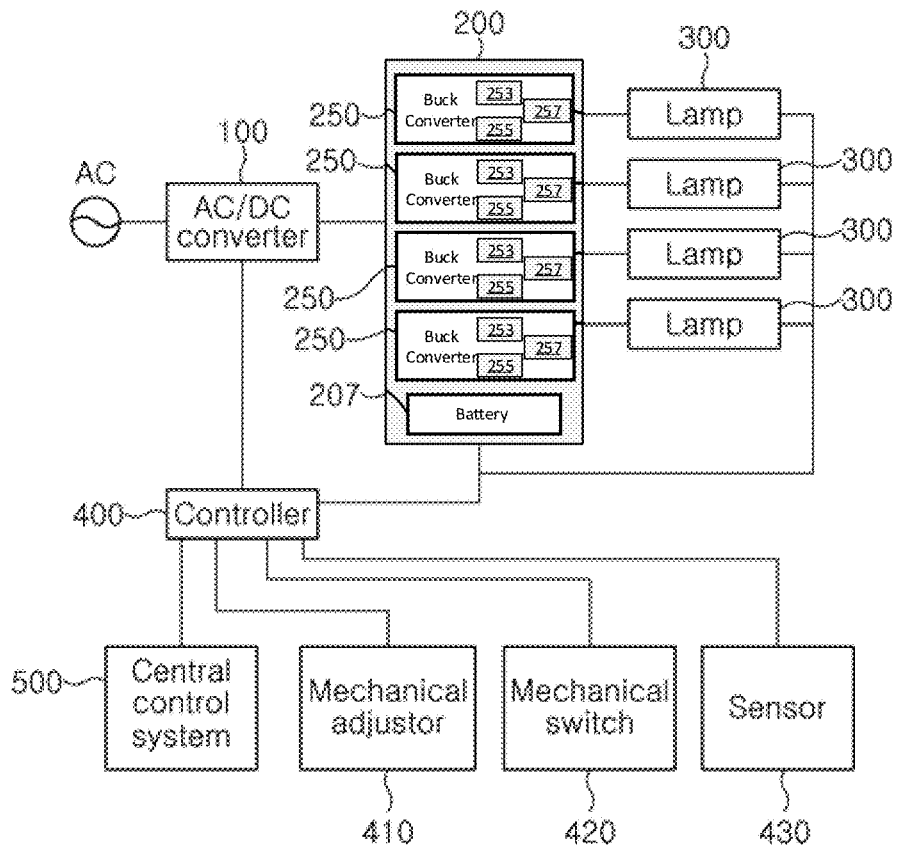 200
300
Buck
Converter
253
257
255
250
Lamp
100
250
Buck
Converter
253
257
255
300
Lamp
AC
AC/DC
converter
Buck
Converter
253
257
255
250
300
Lamp
250
Buck
Converter
253
257
255
300
Lamp
207
Battery
400
Controller
500
Central
control
system
Mechanical
adjustor
Mechanical
switch
Sensor
410
420
430